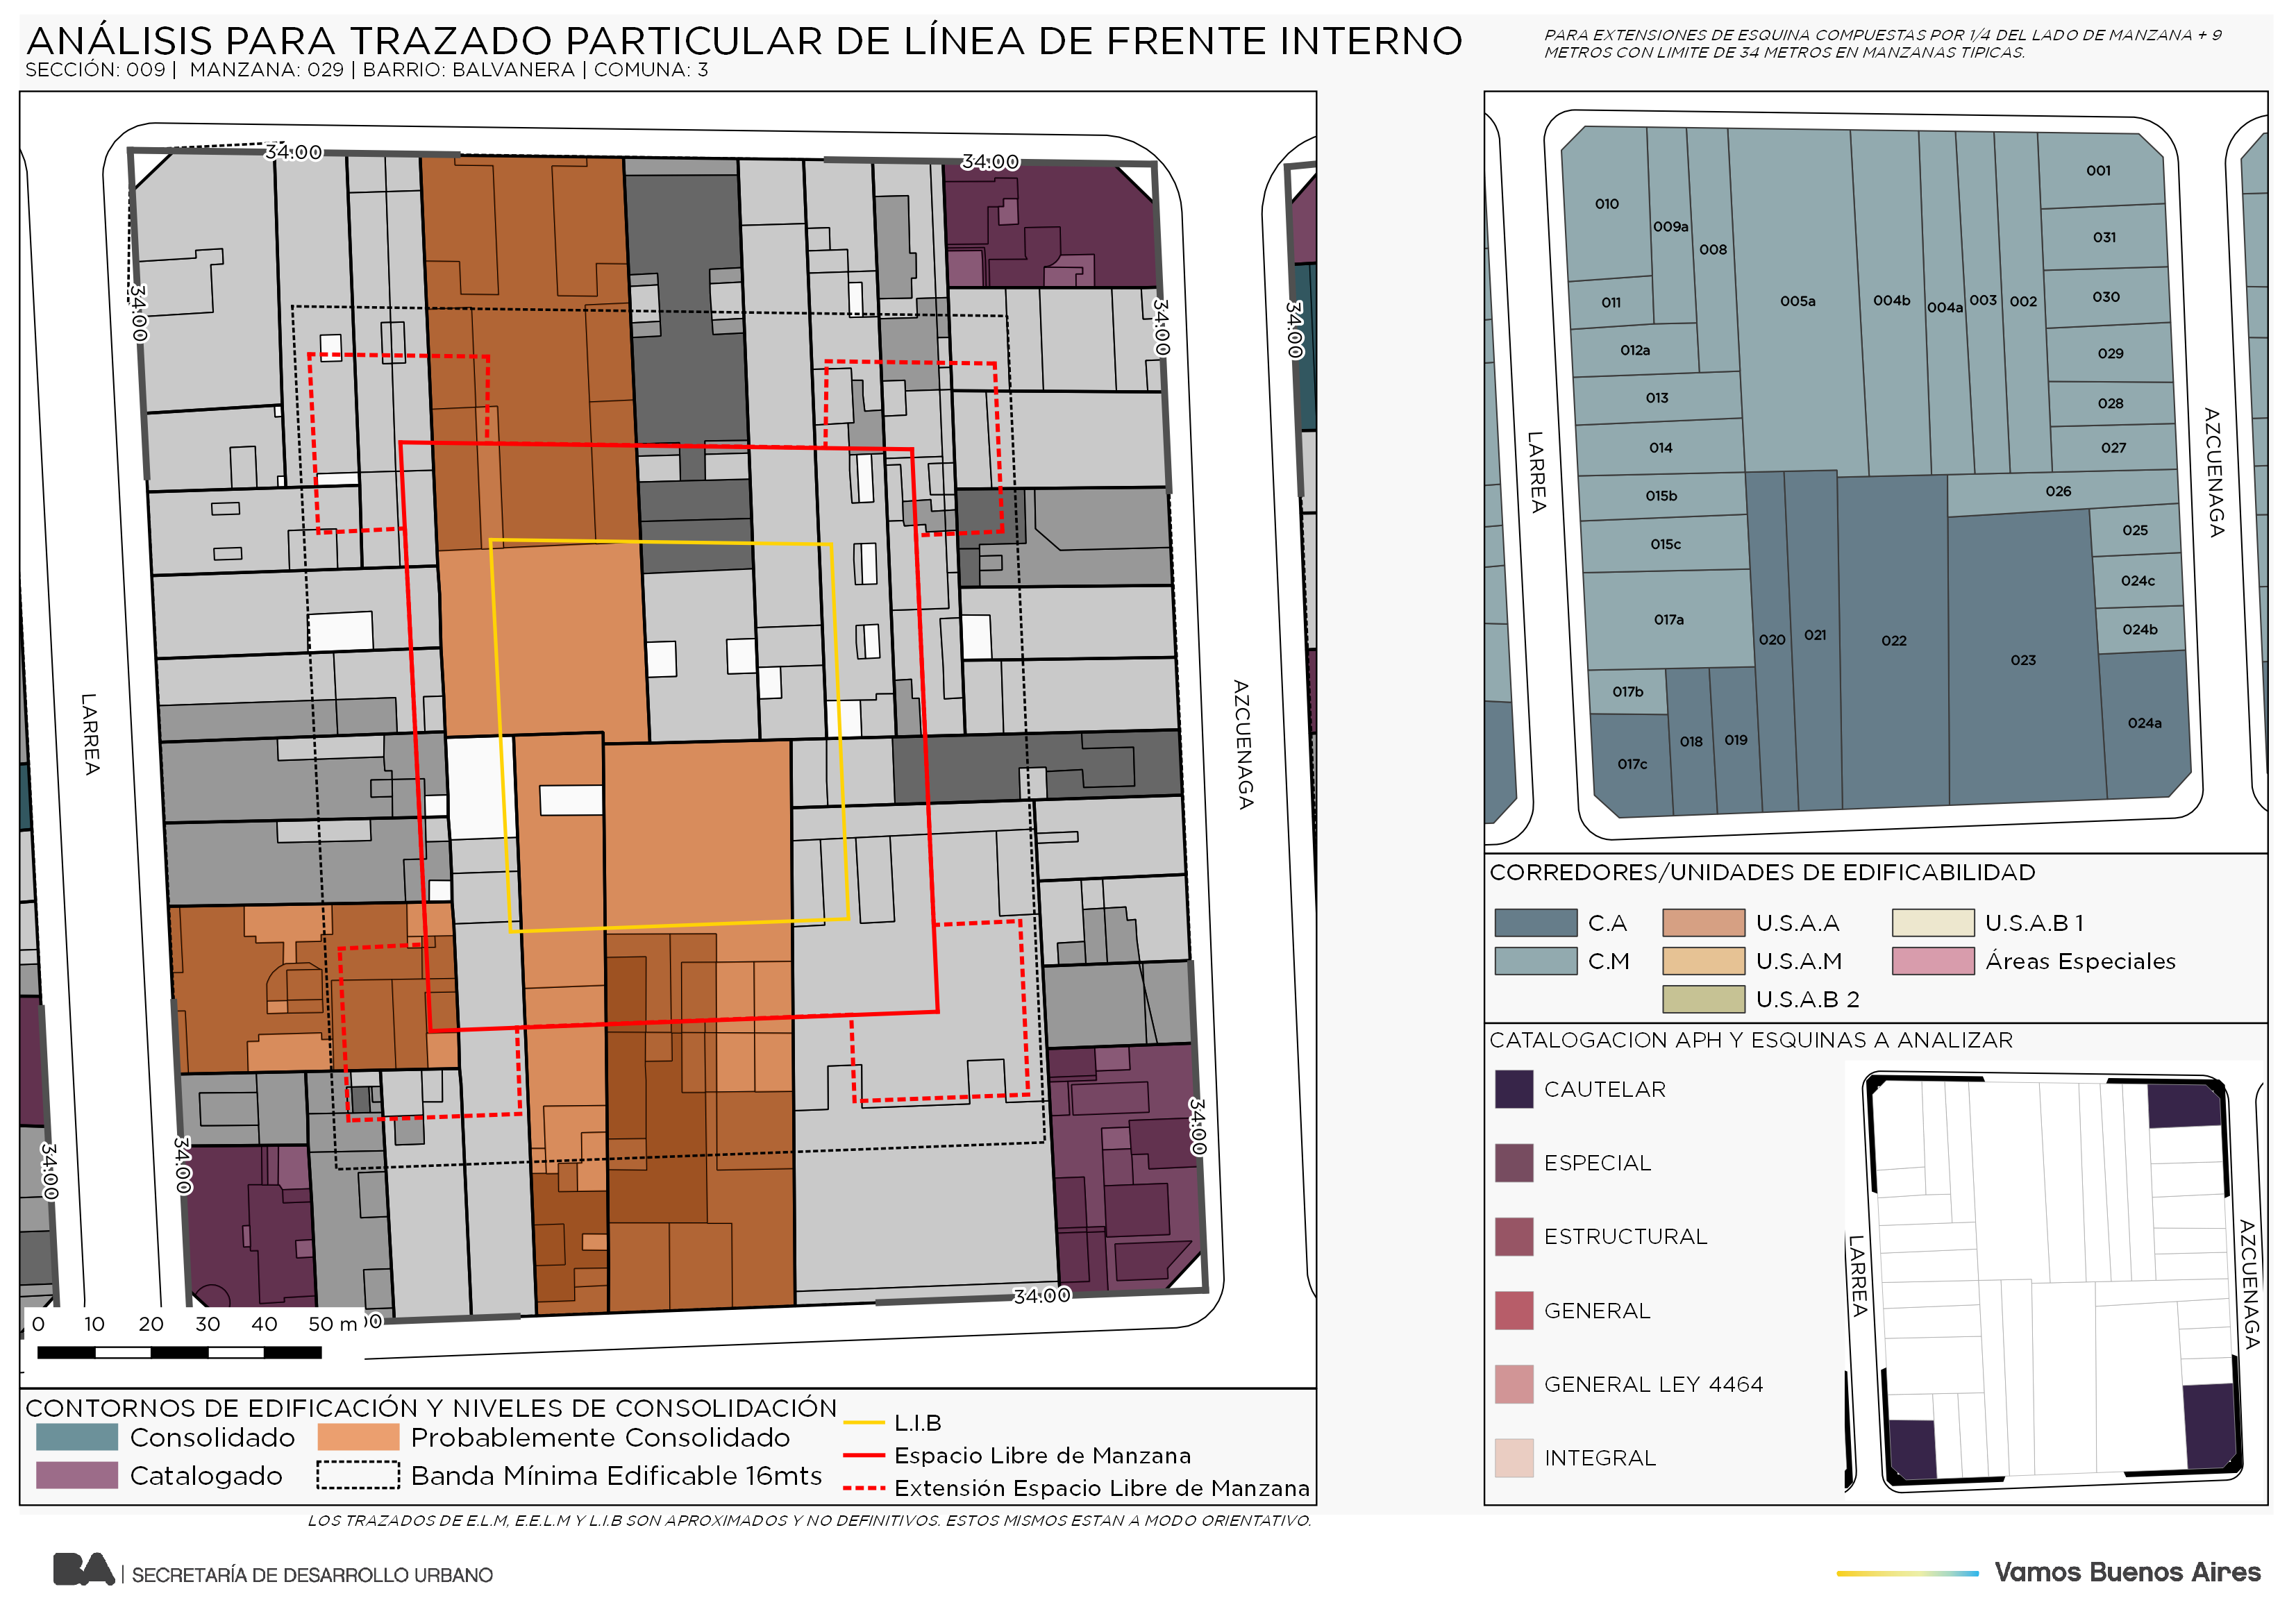 ANÁLISIS PARA TRAZADO PARTICULAR DE LÍNEA DE FRENTE INTERNO
SECCIÓN: 009 | MANZANA: 029 | BARRIO: BALVANERA | COMUNA: 3
PARA EXTENSIONES DE ESQUINA COMPUESTAS POR 1/4 DEL LADO DE MANZANA + 9
METROS CON LIMITE DE 34 METROS EN MANZANAS TIPICAS.
34.00
34.00
34.00
34.00
34.00
LARREA
AZCUENAGA
34.00
34.00
34.00
34.00
0 10 20 30 40 50 m
CONTORNOS DE EDIFICACIÓN Y NIVELES DE CONSOLIDACIÓN
Consolidado
Probablemente Consolidado
Catalogado
Banda Mínima Edificable 16mts
L.I.B
Espacio Libre de Manzana
Extensión Espacio Libre de Manzana
LOS TRAZADOS DE E.L.M, E.E.L.M Y L.I.B SON APROXIMADOS Y NO DEFINITIVOS. ESTOS MISMOS ESTAN A MODO ORIENTATIVO.
010
009a
008
005a
004b
004a
003
002
001
031
030
029
028
027
026
025
024c
024b
024a
023
022
021
020
019
018
017c
017b
017a
015c
015b
014
013
012a
011
LARREA
AZCUENAGA
CORREDORES/UNIDADES DE EDIFICABILIDAD
C.A
U.S.A.A
U.S.A.B 1
C.M
U.S.A.M
Áreas Especiales
U.S.A.B 2
CATALOGACION APH Y ESQUINAS A ANALIZAR
CAUTELAR
ESPECIAL
ESTRUCTURAL
GENERAL
GENERAL LEY 4464
INTEGRAL
LARREA
AZCUENAGA
BA | SECRETARÍA DE DESARROLLO URBANO
Vamos Buenos Aires